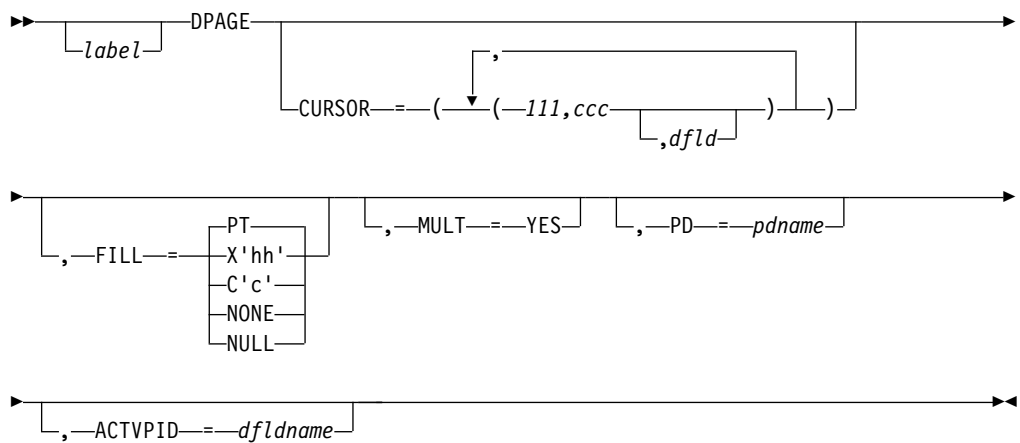 label DPAGE
,
CURSOR = ( ( 111,ccc ) )
,dfld
PT
, FILL = X'hh' , MULT = YES , PD = pdname
C'c'
NONE
NULL
, ACTVPID = dfldname